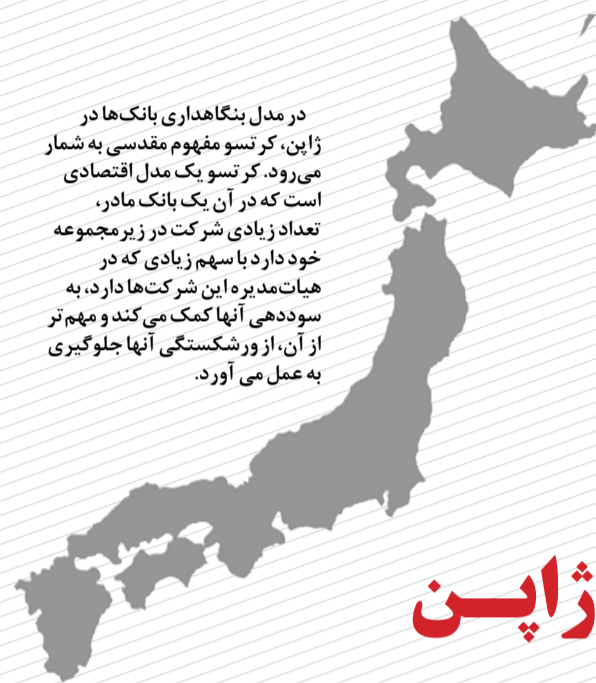 در مدل بنگاهداری بانک‌ها در
ژاپن، کرتسو مفهوم مقدسی به شمار
می‌رود. کرتسو یک مدل اقتصادی
است که در آن یک بانک مادر،
تعداد زیادی شرکت در زیرمجموعه
خود دارد با سهم زیادی که در
هیات‌مدیره این شرکت‌ها دارد، به
سوددهی آنها کمک می‌کند و مهم‌تر
از آن، از ورشکستگی آنها جلوگیری
به عمل می آورد.
ژاپن